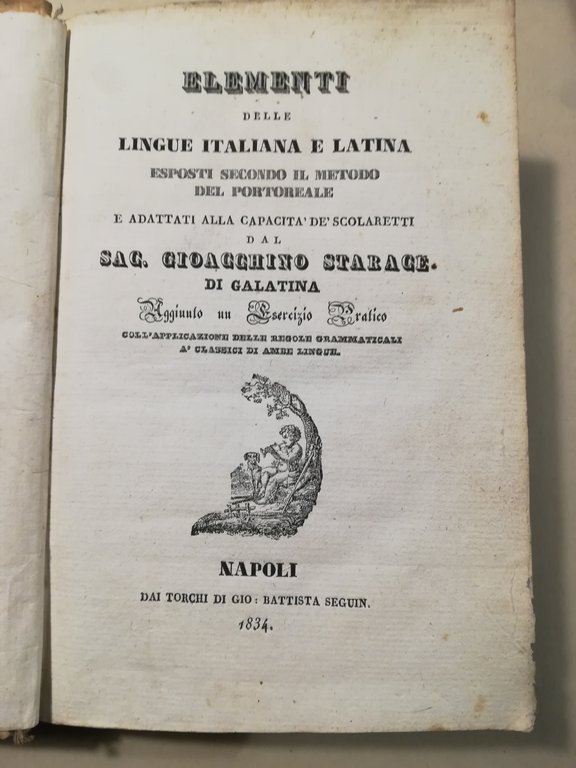 ELEMENTI
DELLE
LINGUE ITALIANA E LATINA
ESPOSTI SECONDO IL METODO
DEL PORTOREALE
E ADATTATI ALLA CAPACITA' DE' SCOLARETTI
DAL
SAC. GIOACCHINO STARACE.
DI GALATINA
Aggiunto un Esercizio Pratico
COLL'APPLICAZIONE DELLE REGOLE GRAMMATICALI
A' CLASSICI DI AMBE LINGUE.
NAPOLI
DAI TORCHI DI GIO: BATTISTA SEGUIN.
1834.